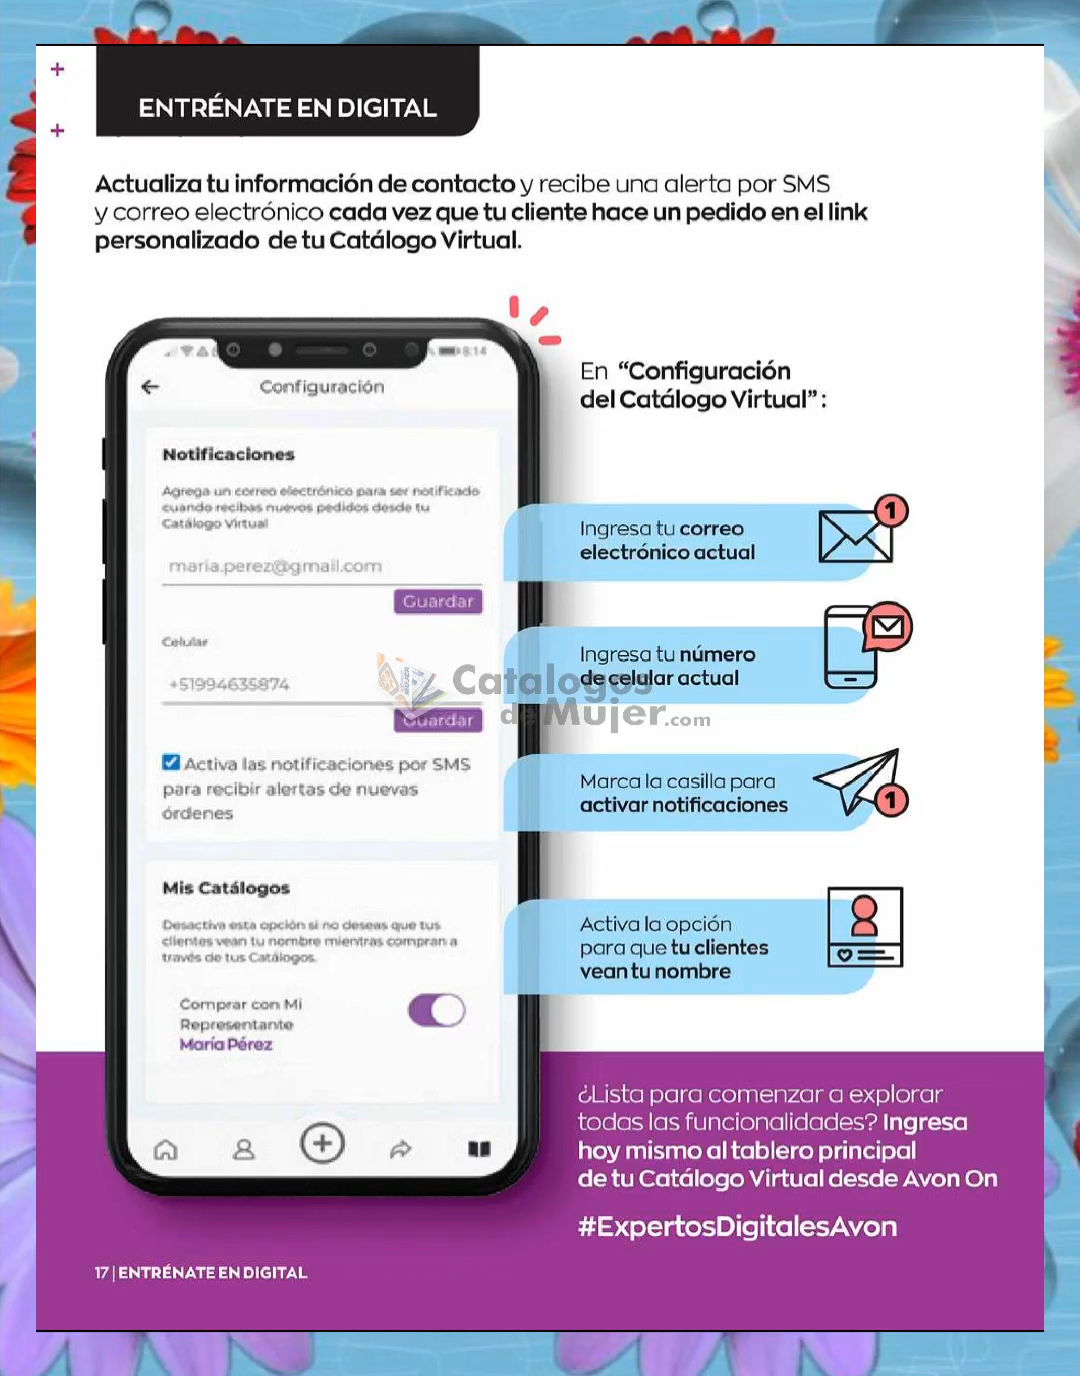 ENTRÉNATE EN DIGITAL
Actualiza tu información de contacto y recibe una alerta por SMS
y correo electrónico cada vez que tu cliente hace un pedido en el link
personalizado de tu Catálogo Virtual.
8:14
Configuración
Notificaciones
Agrega un correo electrónico para ser notificado
cuando recibas nuevos pedidos desde tu
Catálogo Virtual
maria.perez@gmail.com
Guardar
Celular
+51994635874
Guardar
Activa las notificaciones por SMS
para recibir alertas de nuevas
órdenes
Mis Catálogos
Desactiva esta opción si no deseas que tus
clientes vean tu nombre mientras compran a
través de tus Catálogos.
Comprar con Mi
Representante
María Pérez
En “Configuración
del Catálogo Virtual”:
Ingresa tu correo
electrónico actual
1
Ingresa tu número
de celular actual
Catalogos
deMujer.com
Marca la casilla para
activar notificaciones
1
Activa la opción
para que tu clientes
vean tu nombre
¿Lista para comenzar a explorar
todas las funcionalidades? Ingresa
hoy mismo al tablero principal
de tu Catálogo Virtual desde Avon On
#ExpertosDigitalesAvon
17 | ENTRÉNATE EN DIGITAL